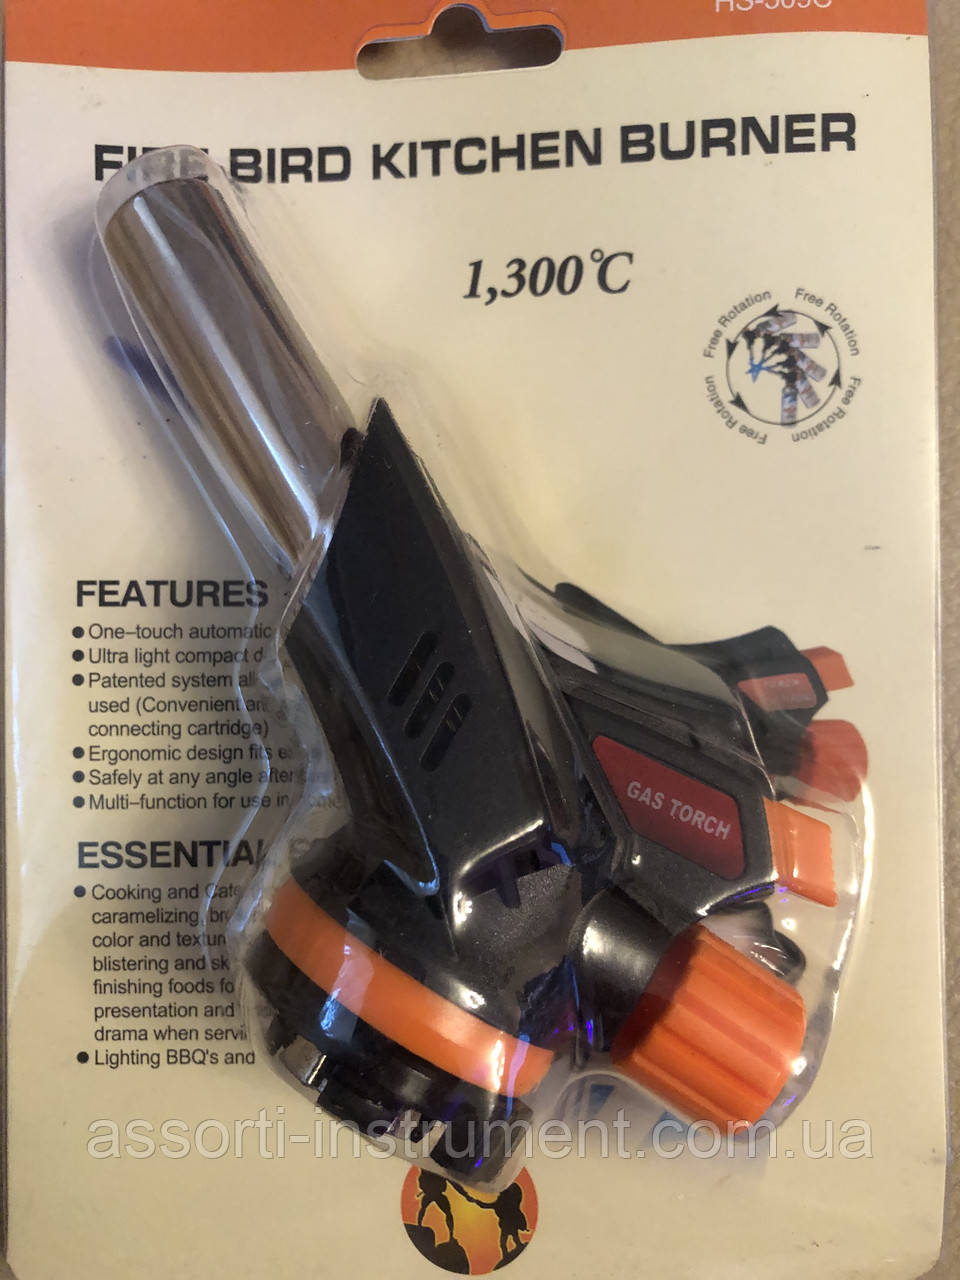 BIRD KITCHEN BURNER
1,300℃
Free Rotation Free Rotation
Free Rotation Free Rotation
FEATURES
● One-touch automatic
● Ultra light compact
● Patented system
used (Convenient
connecting cartridge)
● Ergonomic design fits
● Safely at any angle after
● Multi-function for use in
GAS TORCH
ESSENTIAL
● Cooking and
caramelizing,
color and
blistering and
finishing foods
presentation and
drama when
● Lighting BBQ's and
assorti-instrument.com.ua